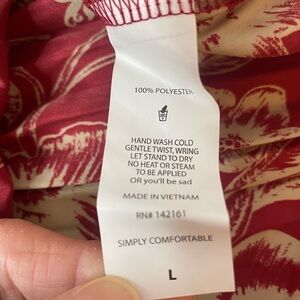 100% POLYESTER
HAND WASH COLD
GENTLE TWIST, WRING
LET STAND TO DRY
NO HEAT OR STEAM
TO BE APPLIED
OR you'll be sad
MADE IN VIETNAM
RN# 142161
SIMPLY COMFORTABLE
L